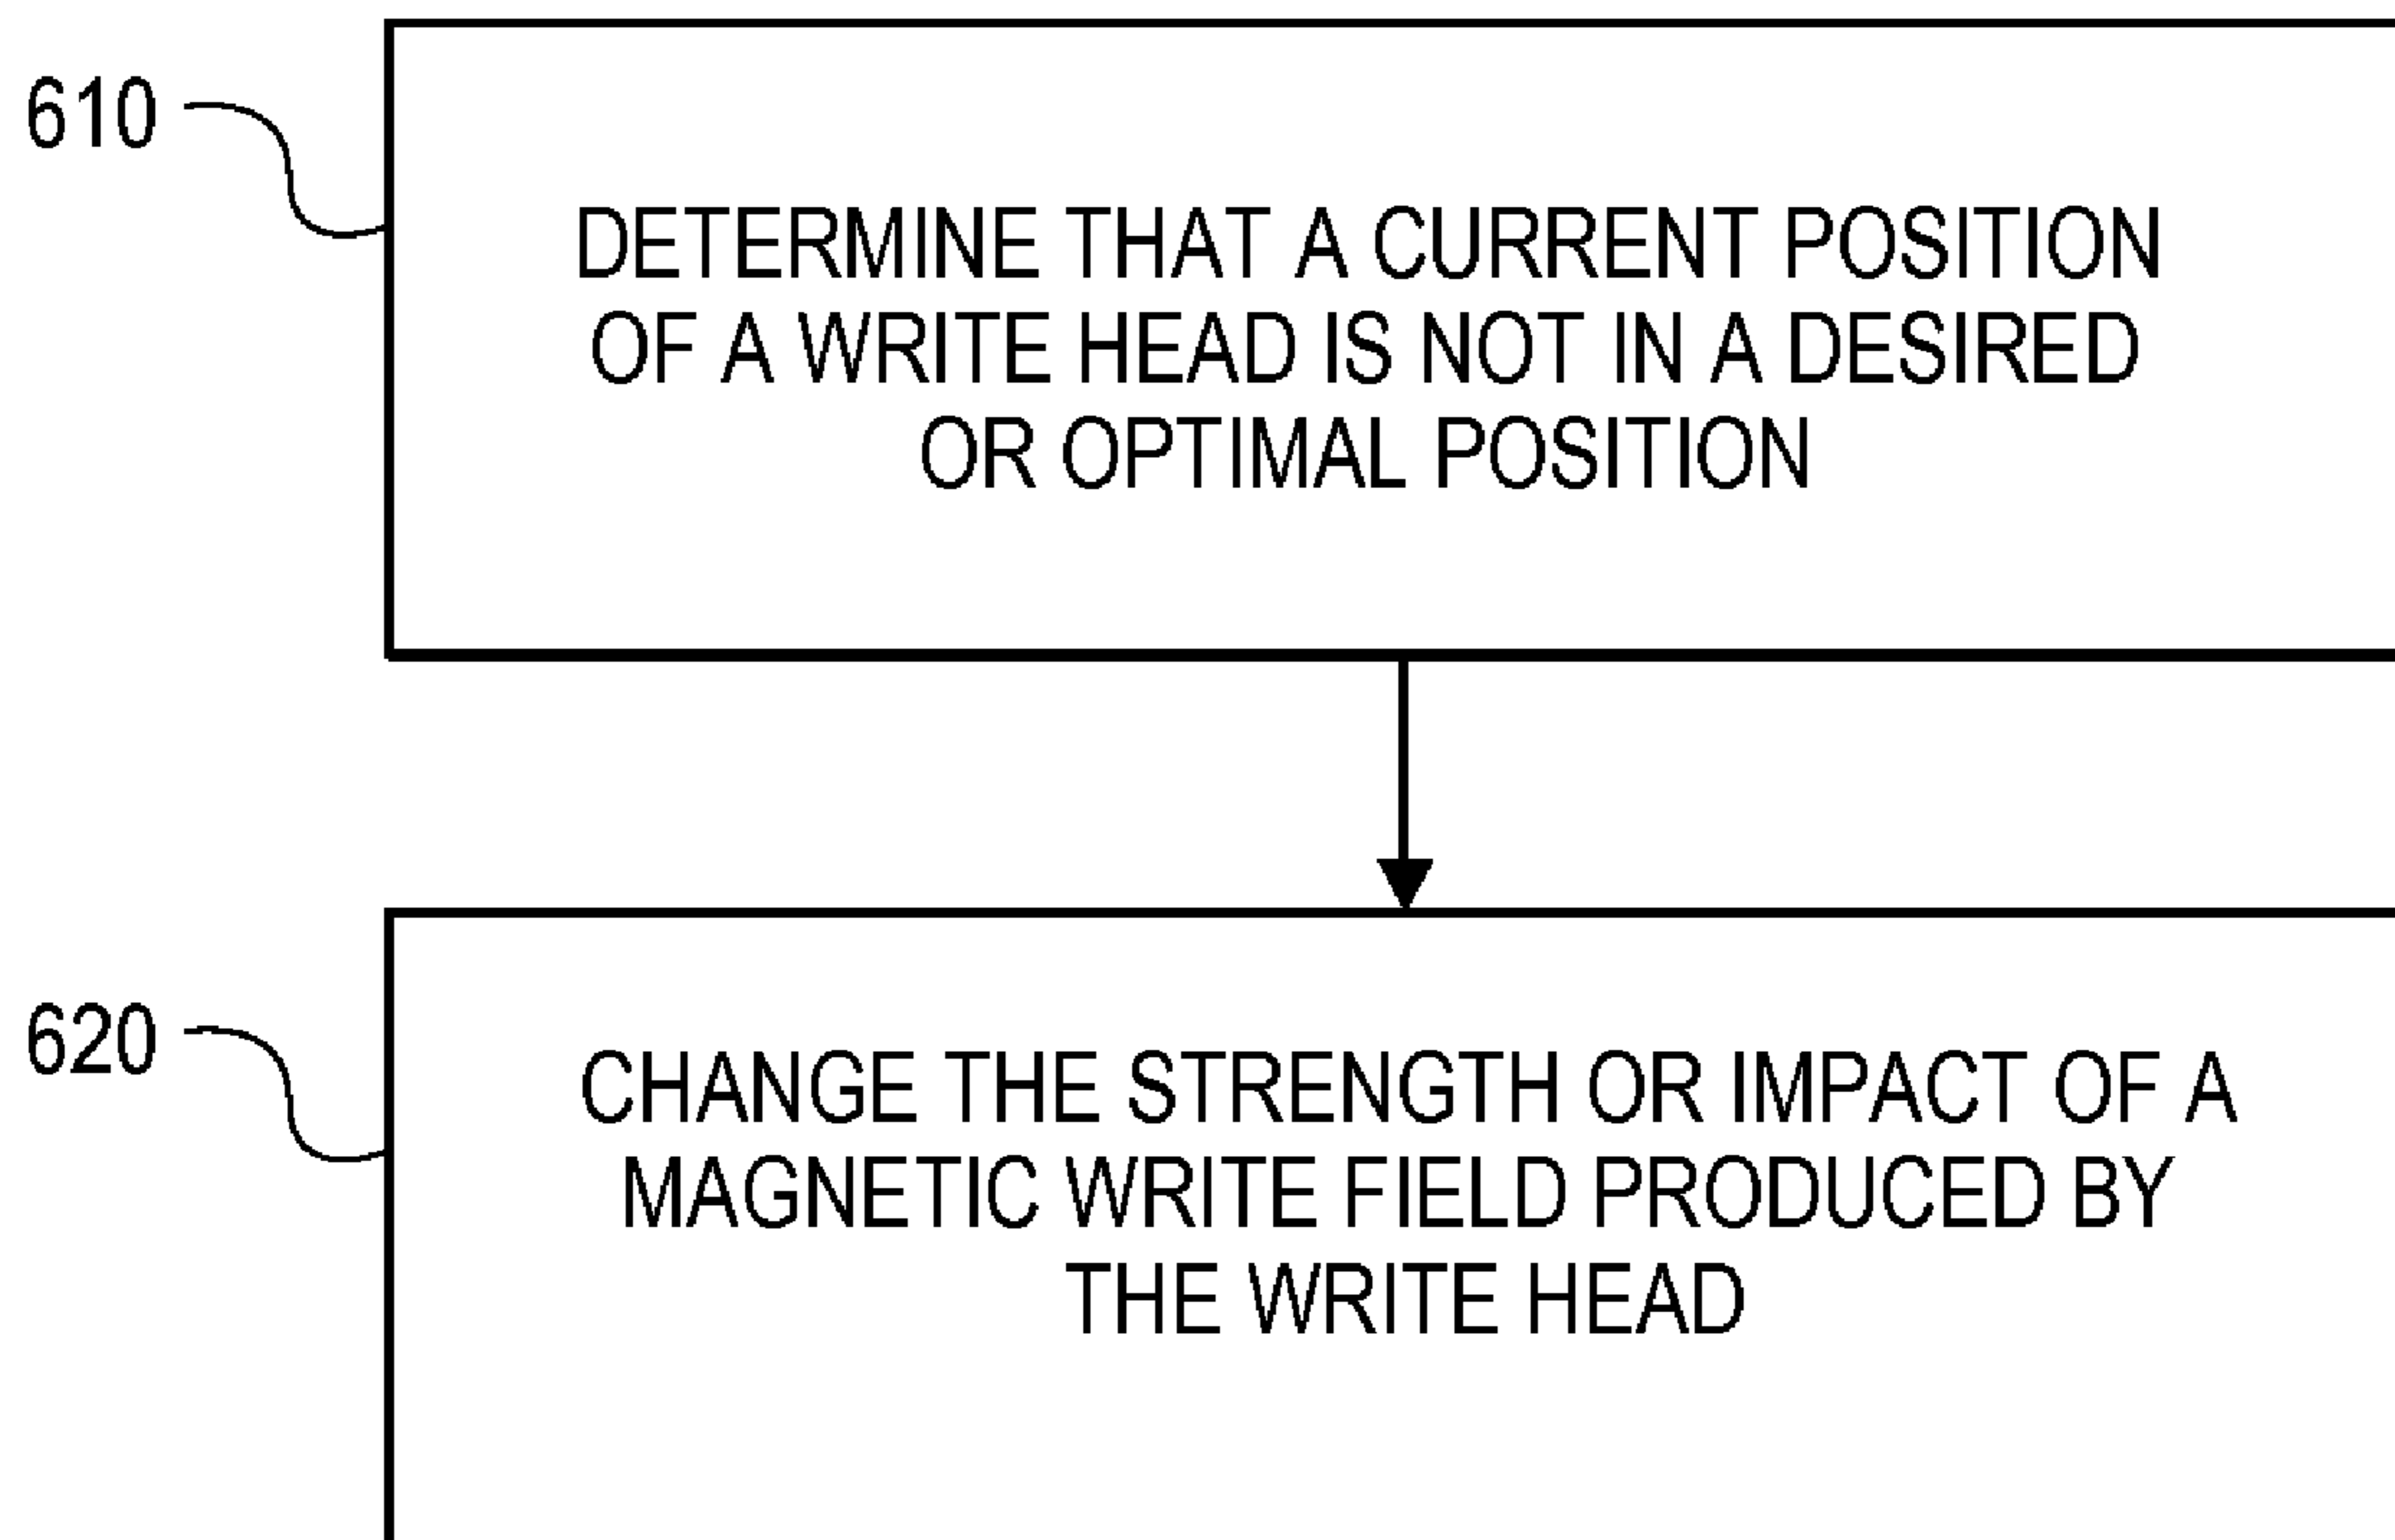 610
DETERMINE THAT A CURRENT POSITION
OF A WRITE HEAD IS NOT IN A DESIRED
OR OPTIMAL POSITION
620
CHANGE THE STRENGTH OR IMPACT OF A
MAGNETIC WRITE FIELD PRODUCED BY
THE WRITE HEAD